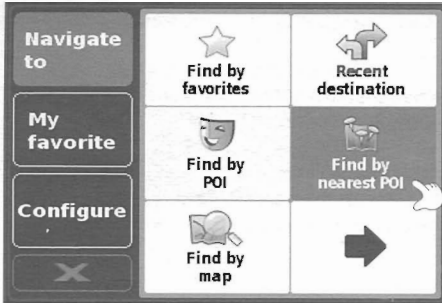 Navigate
to
My
favorite
Configure
Find by
favorites
Recent
destination
Find by
POI
Find by
nearest POI
Find by
map